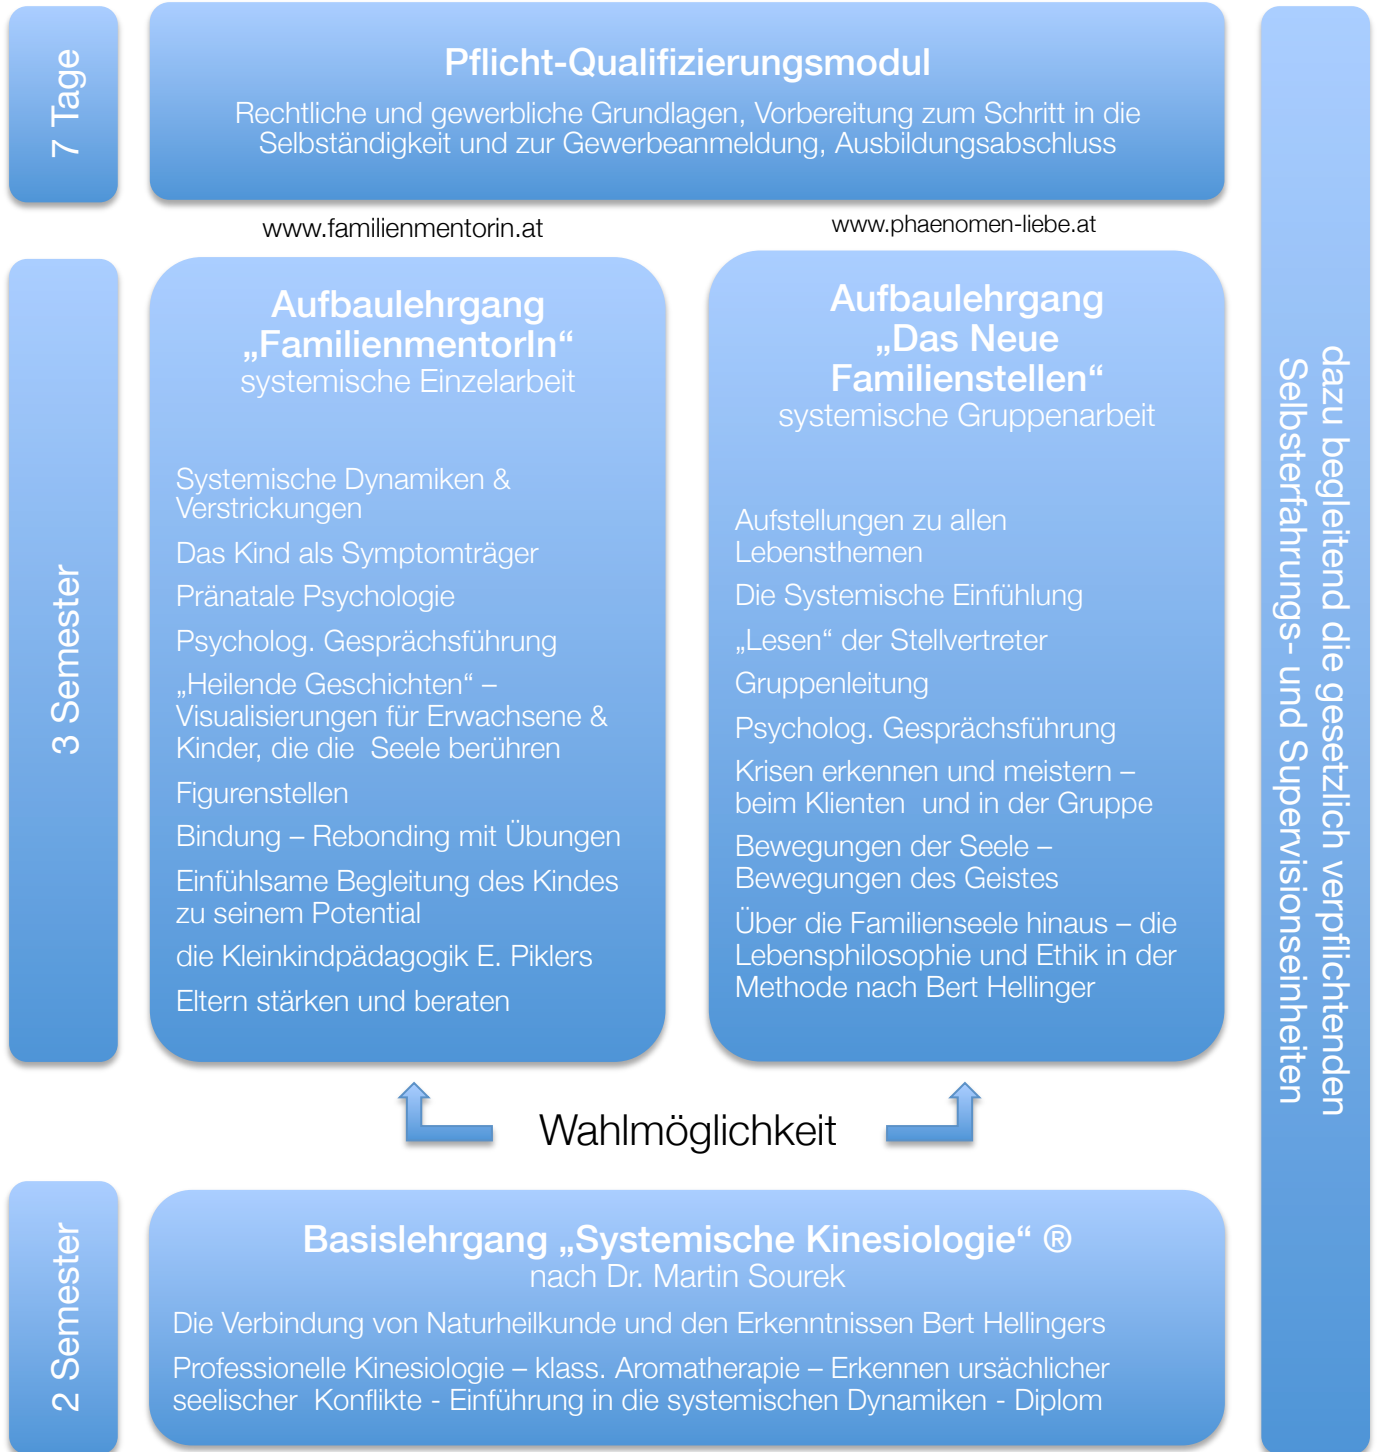 7 Tage
Pflicht-Qualifizierungsmodul
Rechtliche und gewerbliche Grundlagen, Vorbereitung zum Schritt in die
Selbständigkeit und zur Gewerbeanmeldung, Ausbildungsabschluss
www.familienmentorin.at
www.phaenomen-liebe.at
3 Semester
Aufbaulehrgang
„FamilienmentorIn“
systemische Einzelarbeit
Systemische Dynamiken &
Verstrickungen
Das Kind als Symptomträger
Pränatale Psychologie
Psycholog. Gesprächsführung
„Heilende Geschichten“ –
Visualisierungen für Erwachsene &
Kinder, die die  Seele berühren
Figurenstellen
Bindung – Rebonding mit Übungen
Einfühlsame Begleitung des Kindes
zu seinem Potential
die Kleinkindpädagogik E. Piklers
Eltern stärken und beraten
Aufbaulehrgang
„Das Neue
Familienstellen“
systemische Gruppenarbeit
Aufstellungen zu allen
Lebensthemen
Die Systemische Einfühlung
„Lesen“ der Stellvertreter
Gruppenleitung
Psycholog. Gesprächsführung
Krisen erkennen und meistern –
beim Klienten  und in der Gruppe
Bewegungen der Seele –
Bewegungen des Geistes
Über die Familienseele hinaus – die
Lebensphilosophie und Ethik in der
Methode nach Bert Hellinger
Wahlmöglichkeit
2 Semester
Basislehrgang „Systemische Kinesiologie“ ®
nach Dr. Martin Sourek
Die Verbindung von Naturheilkunde und den Erkenntnissen Bert Hellingers
Professionelle Kinesiologie – klass. Aromatherapie – Erkennen ursächlicher
seelischer  Konflikte - Einführung in die systemischen Dynamiken - Diplom
dazu begleitend die gesetzlich verpflichtenden
Selbsterfahrungs- und Supervisionseinheiten